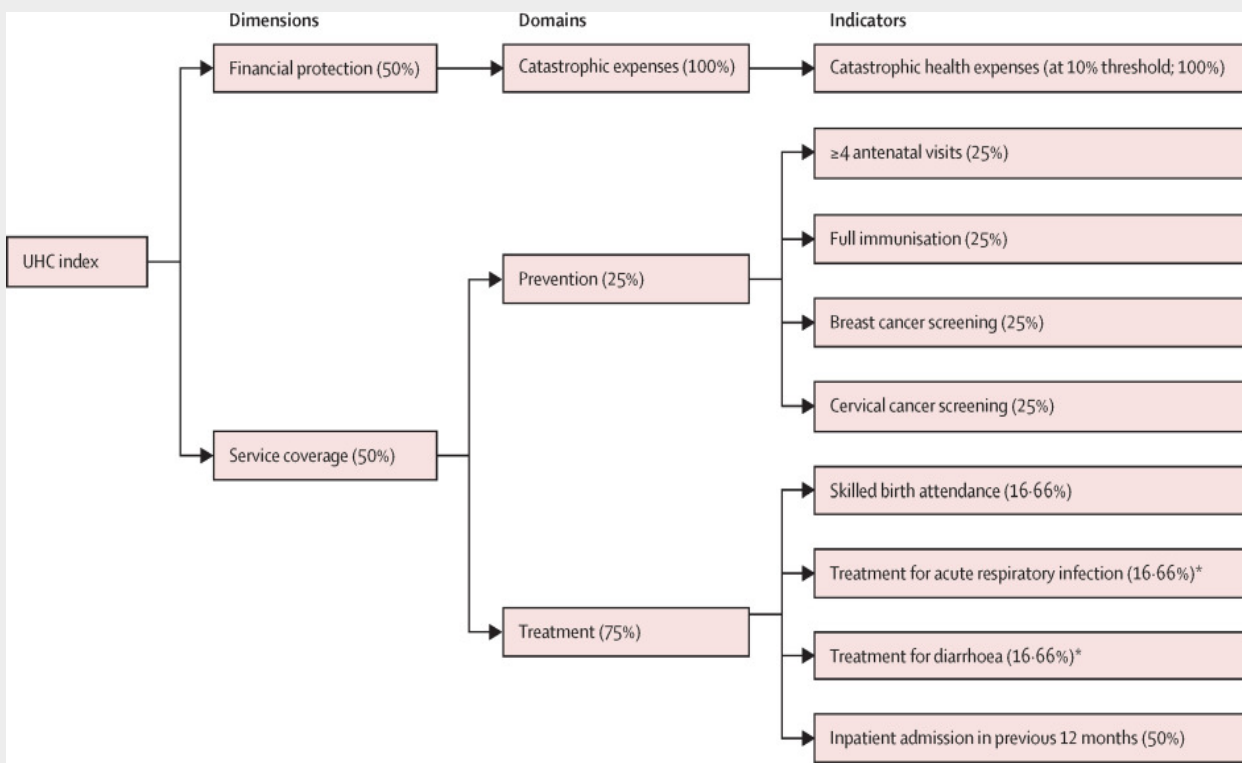 Dimensions
Domains
Indicators
Financial protection (50%)
Catastrophic expenses (100%)
Catastrophic health expenses (at 10% threshold; 100%)
≥4 antenatal visits (25%)
Full immunisation (25%)
UHC index
Prevention (25%)
Breast cancer screening (25%)
Cervical cancer screening (25%)
Service coverage (50%)
Skilled birth attendance (16·66%)
Treatment for acute respiratory infection (16·66%)*
Treatment (75%)
Treatment for diarrhoea (16·66%)*
Inpatient admission in previous 12 months (50%)